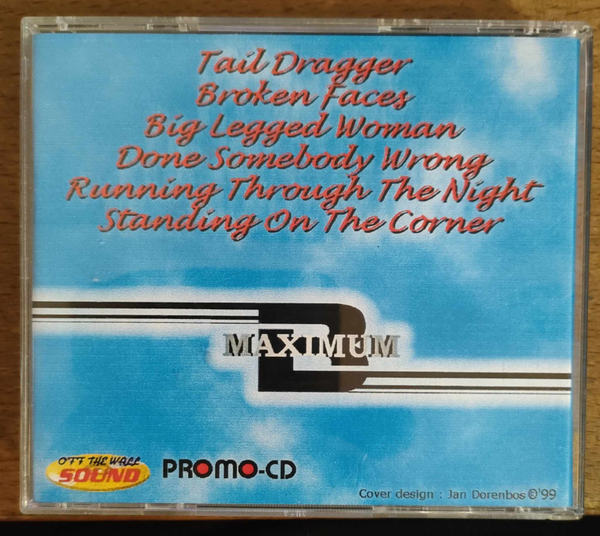 Tail Dragger
Broken Faces
Big Legged Woman
Done Somebody Wrong
Running Through The Night
Standing On The Corner
MAXIMUM
OFF THE WALL
SOUND
PROMO-CD
Cover design : Jan Dorenbos ©'99